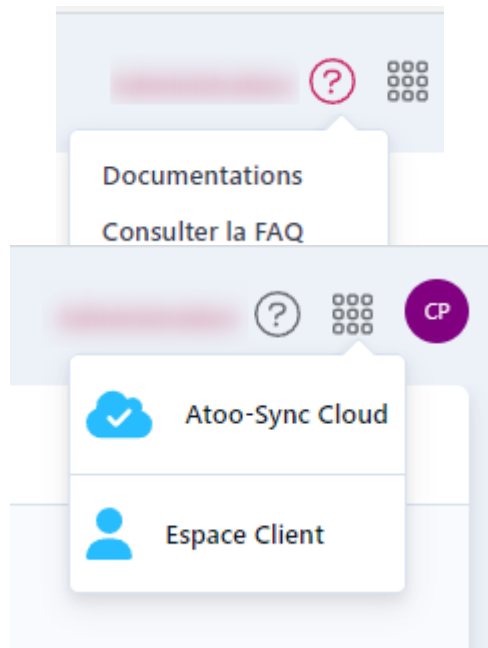 ?
Documentations
Consulter la FAQ
? CP
Atoo-Sync Cloud
Espace Client